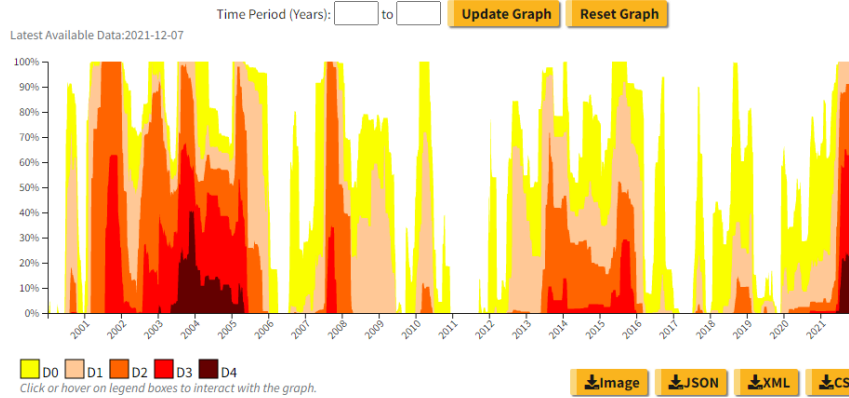 Time Period (Years): to Update Graph Reset Graph
Latest Available Data:2021-12-07
100%
90%
80%
70%
60%
50%
40%
30%
20%
10%
0%
2001 2002 2003 2004 2005 2006 2007 2008 2009 2010 2011 2012 2013 2014 2015 2016 2017 2018 2019 2020 2021
D0 D1 D2 D3 D4
Click or hover on legend boxes to interact with the graph.
Image JSON XML CS